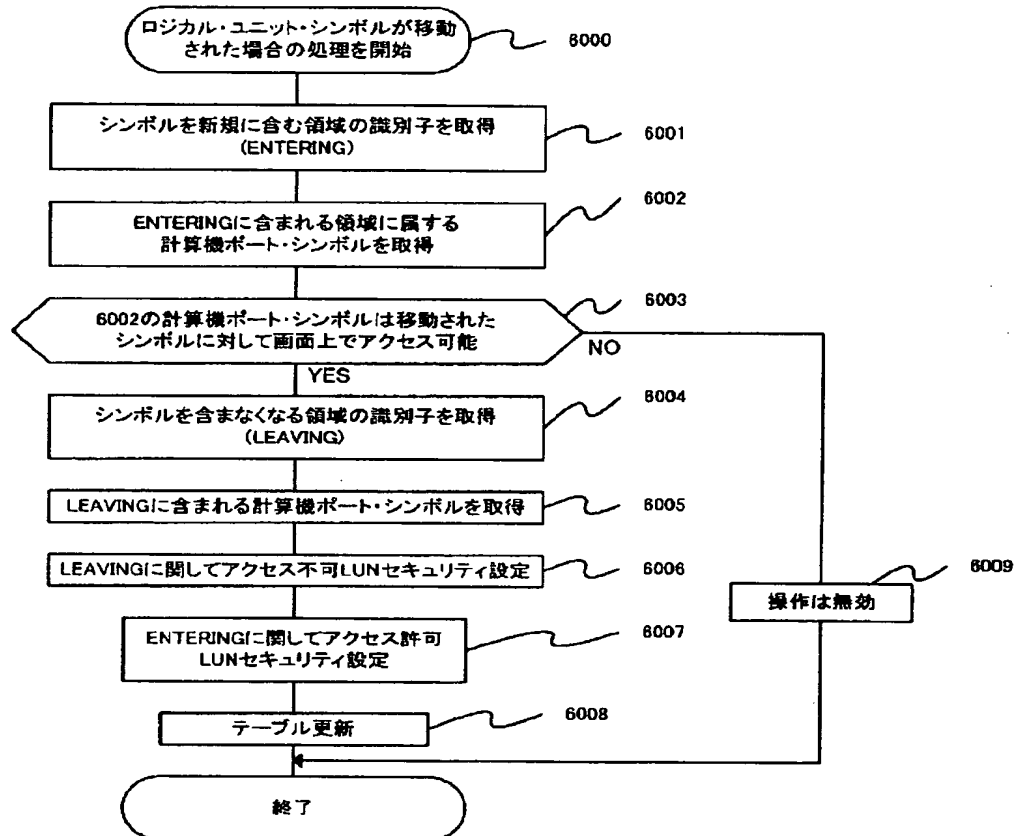 ロジカル・ユニット・シンボルが移動
された場合の処理を開始
6000
シンボルを新規に含む領域の識別子を取得
(ENTERING)
6001
ENTERINGに含まれる領域に属する
計算機ポート・シンボルを取得
6002
6002の計算機ポート・シンボルは移動された
シンボルに対して画面上でアクセス可能
6003
NO
YES
シンボルを含まなくなる領域の識別子を取得
(LEAVING)
6004
LEAVINGに含まれる計算機ポート・シンボルを取得
6005
LEAVINGに関してアクセス不可LUNセキュリティ設定
6006
操作は無効
6009
ENTERINGに関してアクセス許可
LUNセキュリティ設定
6007
テーブル更新
6008
終了